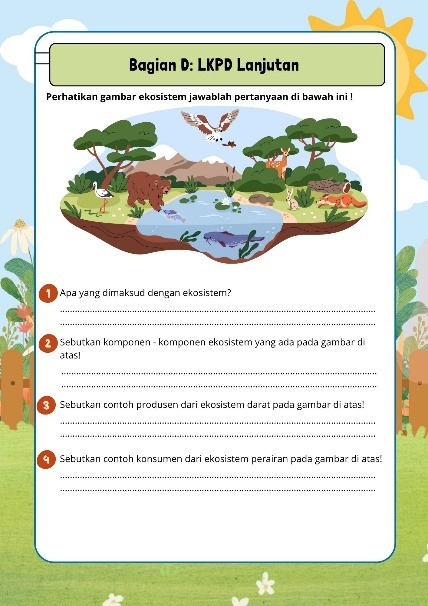 Bagian D: LKPD Lanjutan
Perhatikan gambar ekosistem jawablah pertanyaan di bawah ini !
1 Apa yang dimaksud dengan ekosistem?
2 Sebutkan komponen - komponen ekosistem yang ada pada gambar di
atas!
3 Sebutkan contoh produsen dari ekosistem darat pada gambar di atas!
4 Sebutkan contoh konsumen dari ekosistem perairan pada gambar di atas!